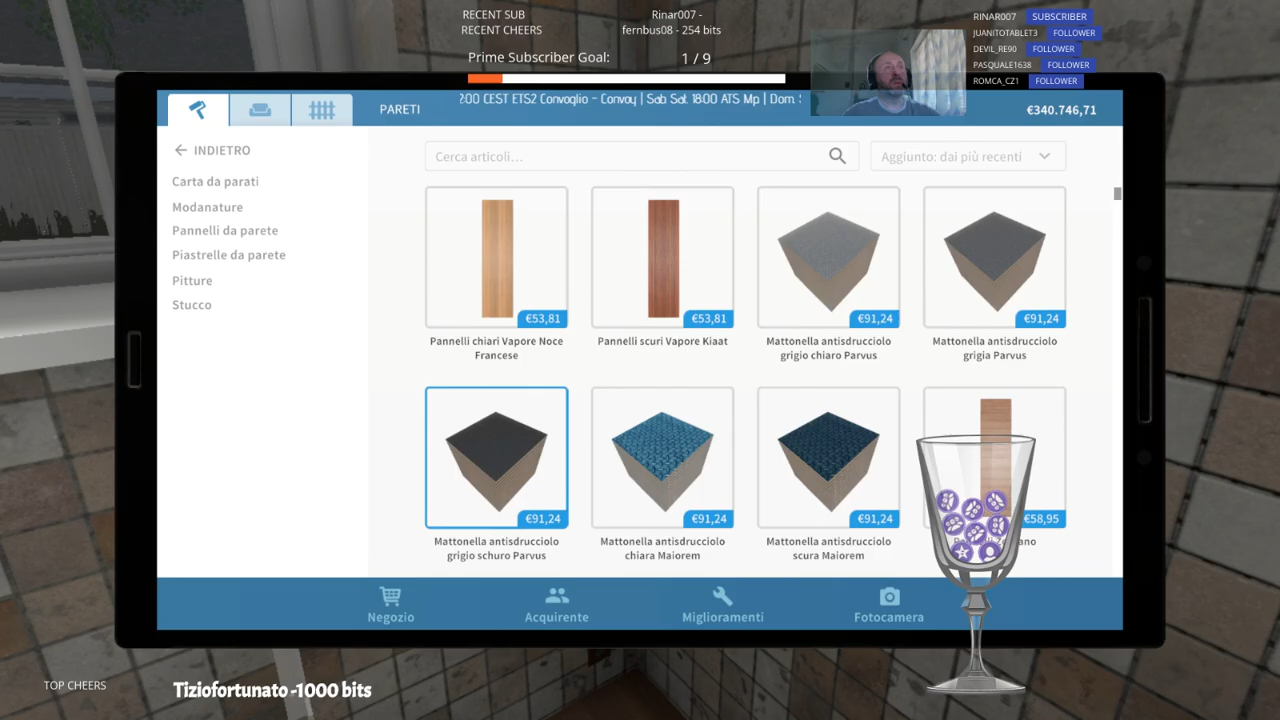 RECENT SUB
RECENT CHEERS
Rinar007 -
fernbus08 - 254 bits
Prime Subscriber Goal:
1 / 9
RINAR007 SUBSCRIBER
JUANITOTABLET3 FOLLOWER
DEVIL_RE90 FOLLOWER
PASQUALE1638 FOLLOWER
ROMCA_CZ1 FOLLOWER
PARETI
2:00 CEST ETS2 Convoglio - Convoy | Sab Sat. 18:00 ATS Mp | Dom.
€340.746,71
INDIETRO
Carta da parati
Modanature
Pannelli da parete
Piastrelle da parete
Pitture
Stucco
Cerca articoli...
Aggiunto: dai più recenti
€53,81
€53,81
€91,24
€91,24
Pannelli chiari Vapore Noce
Francese
Pannelli scuri Vapore Kiaat
Mattonella antisdrucciolo
grigio chiaro Parvus
Mattonella antisdrucciolo
grigia Parvus
€91,24
€91,24
€91,24
€58,95
Mattonella antisdrucciolo
grigio schuro Parvus
Mattonella antisdrucciolo
chiara Maiorem
Mattonella antisdrucciolo
scura Maiorem
Negozio
Acquirente
Miglioramenti
Fotocamera
TOP CHEERS
Tiziofortunato -1000 bits